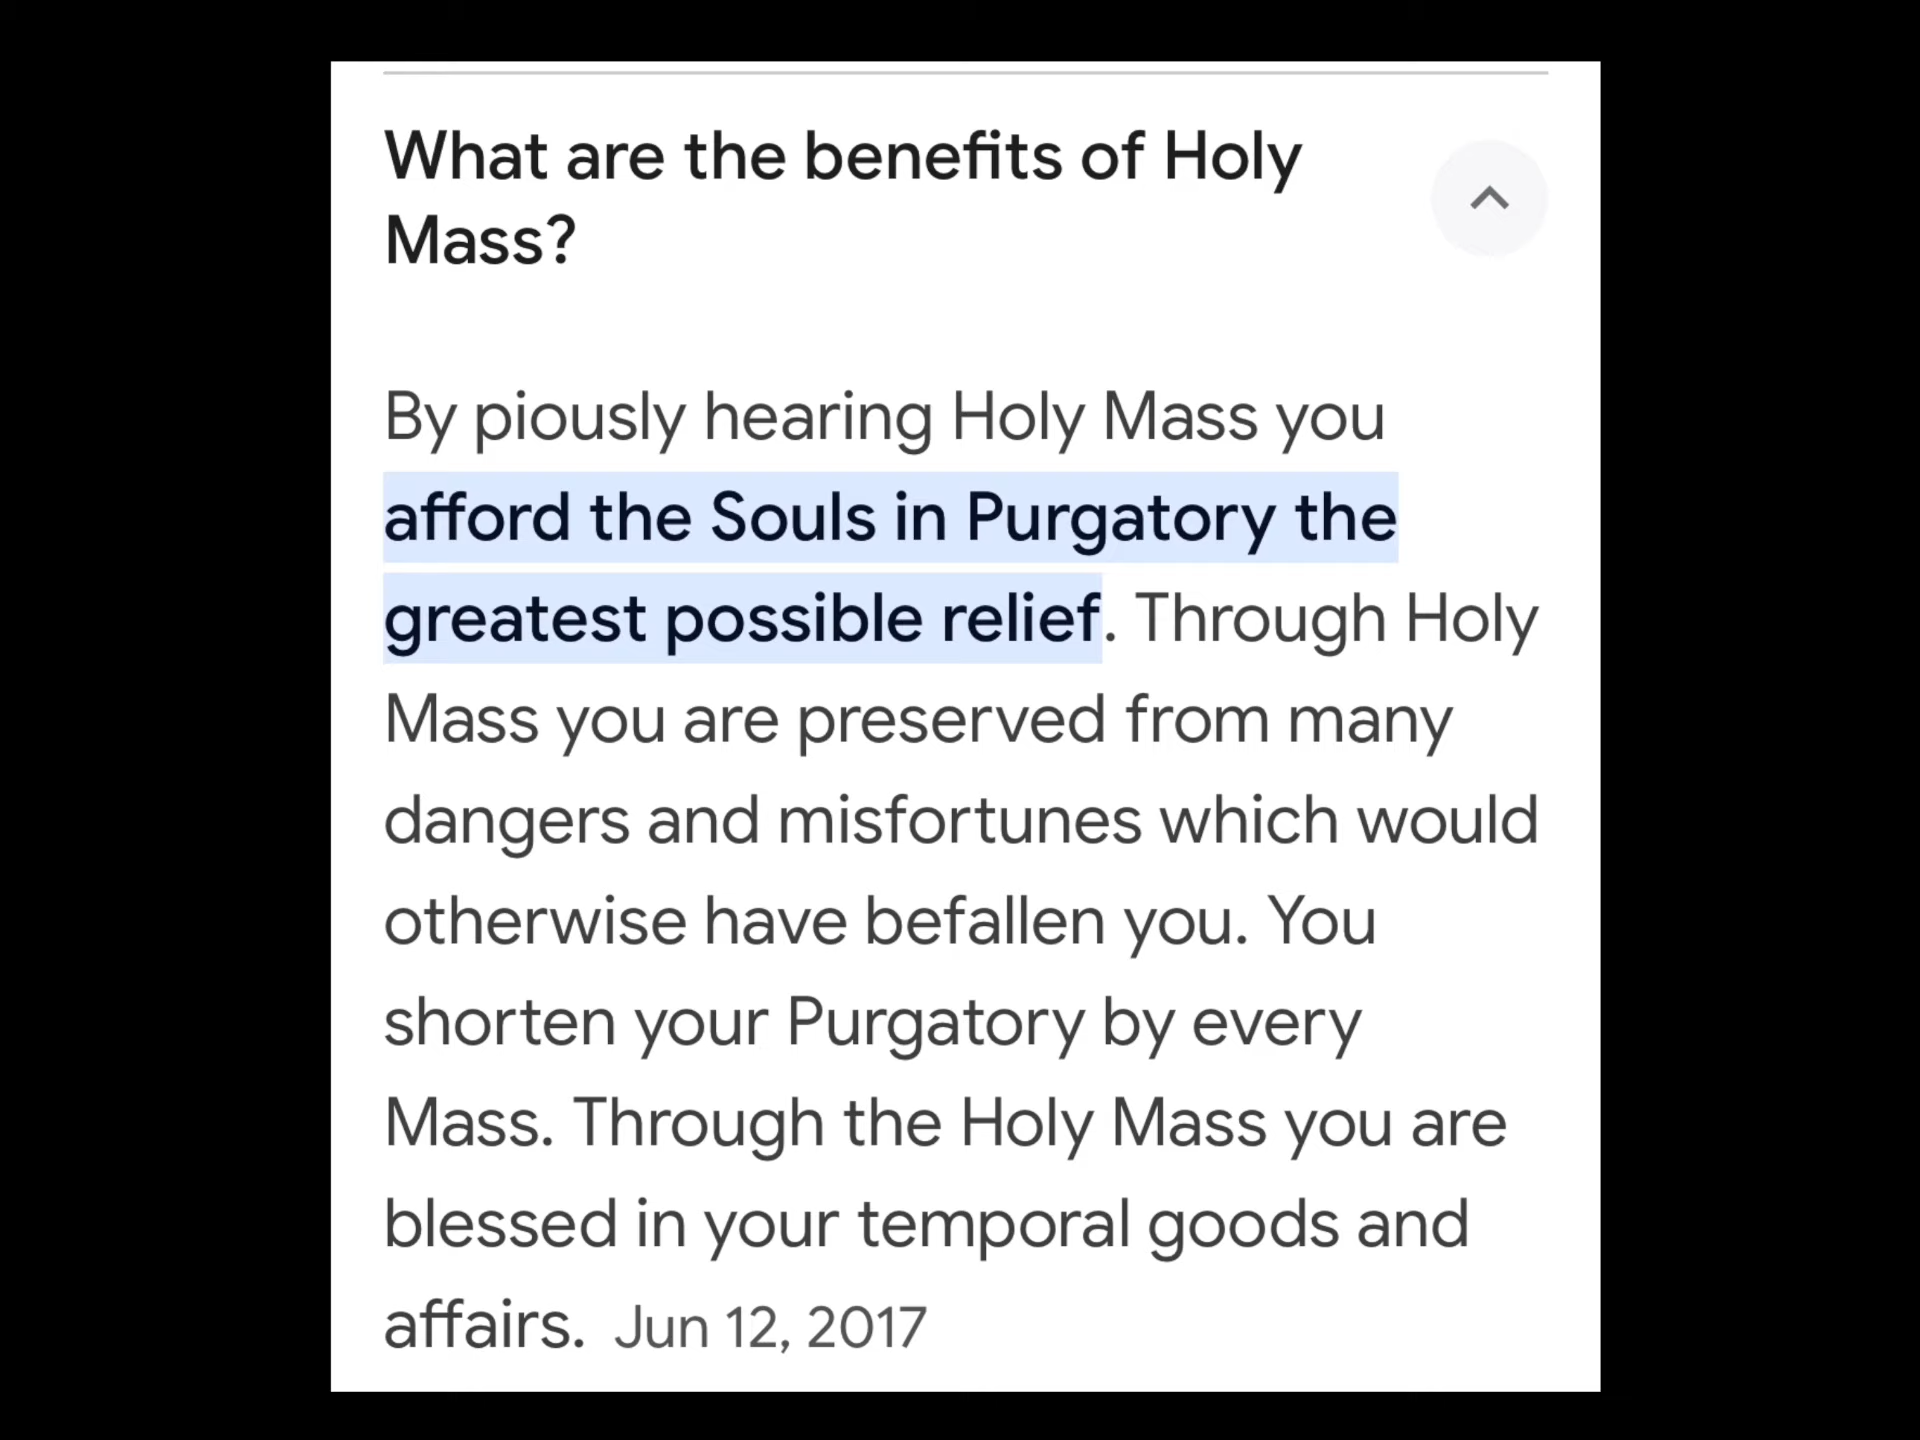 What are the benefits of Holy
Mass?
By piously hearing Holy Mass you
afford the Souls in Purgatory the
greatest possible relief. Through Holy
Mass you are preserved from many
dangers and misfortunes which would
otherwise have befallen you. You
shorten your Purgatory by every
Mass. Through the Holy Mass you are
blessed in your temporal goods and
affairs. Jun 12, 2017